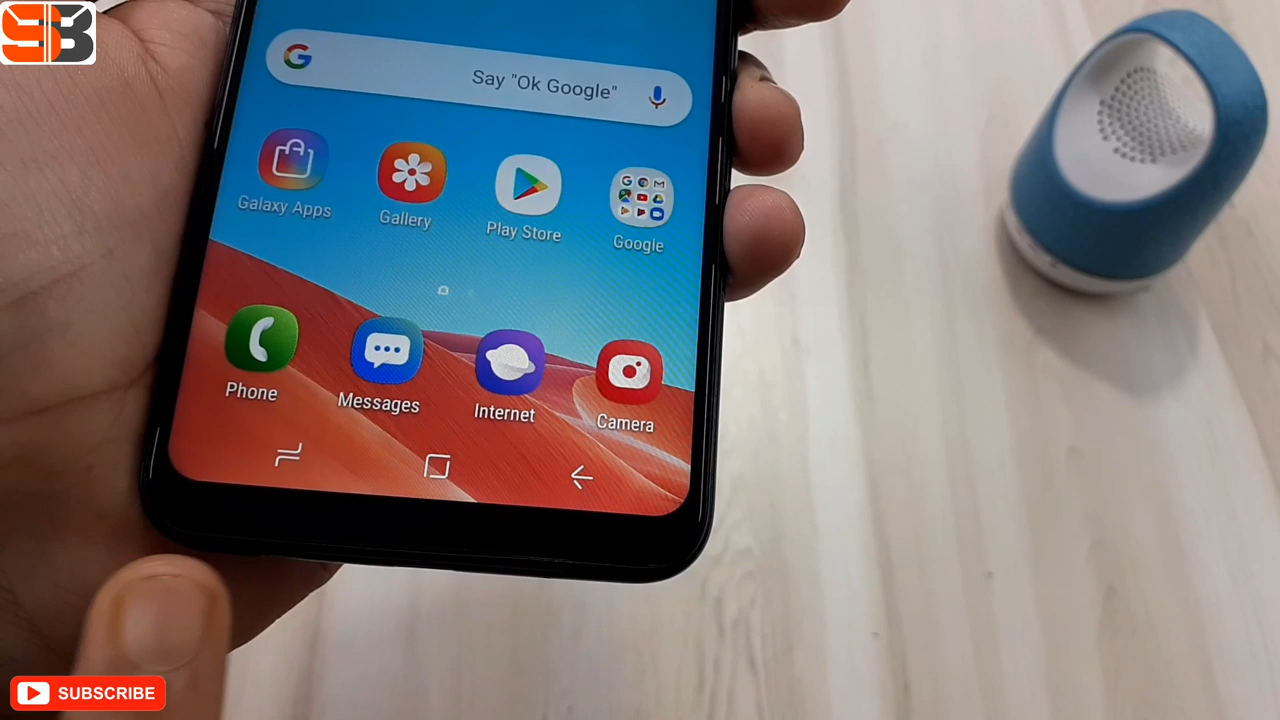 SB
Say "Ok Google"
Galaxy Apps
Gallery
Play Store
Google
Phone
Messages
Internet
Camera
SUBSCRIBE